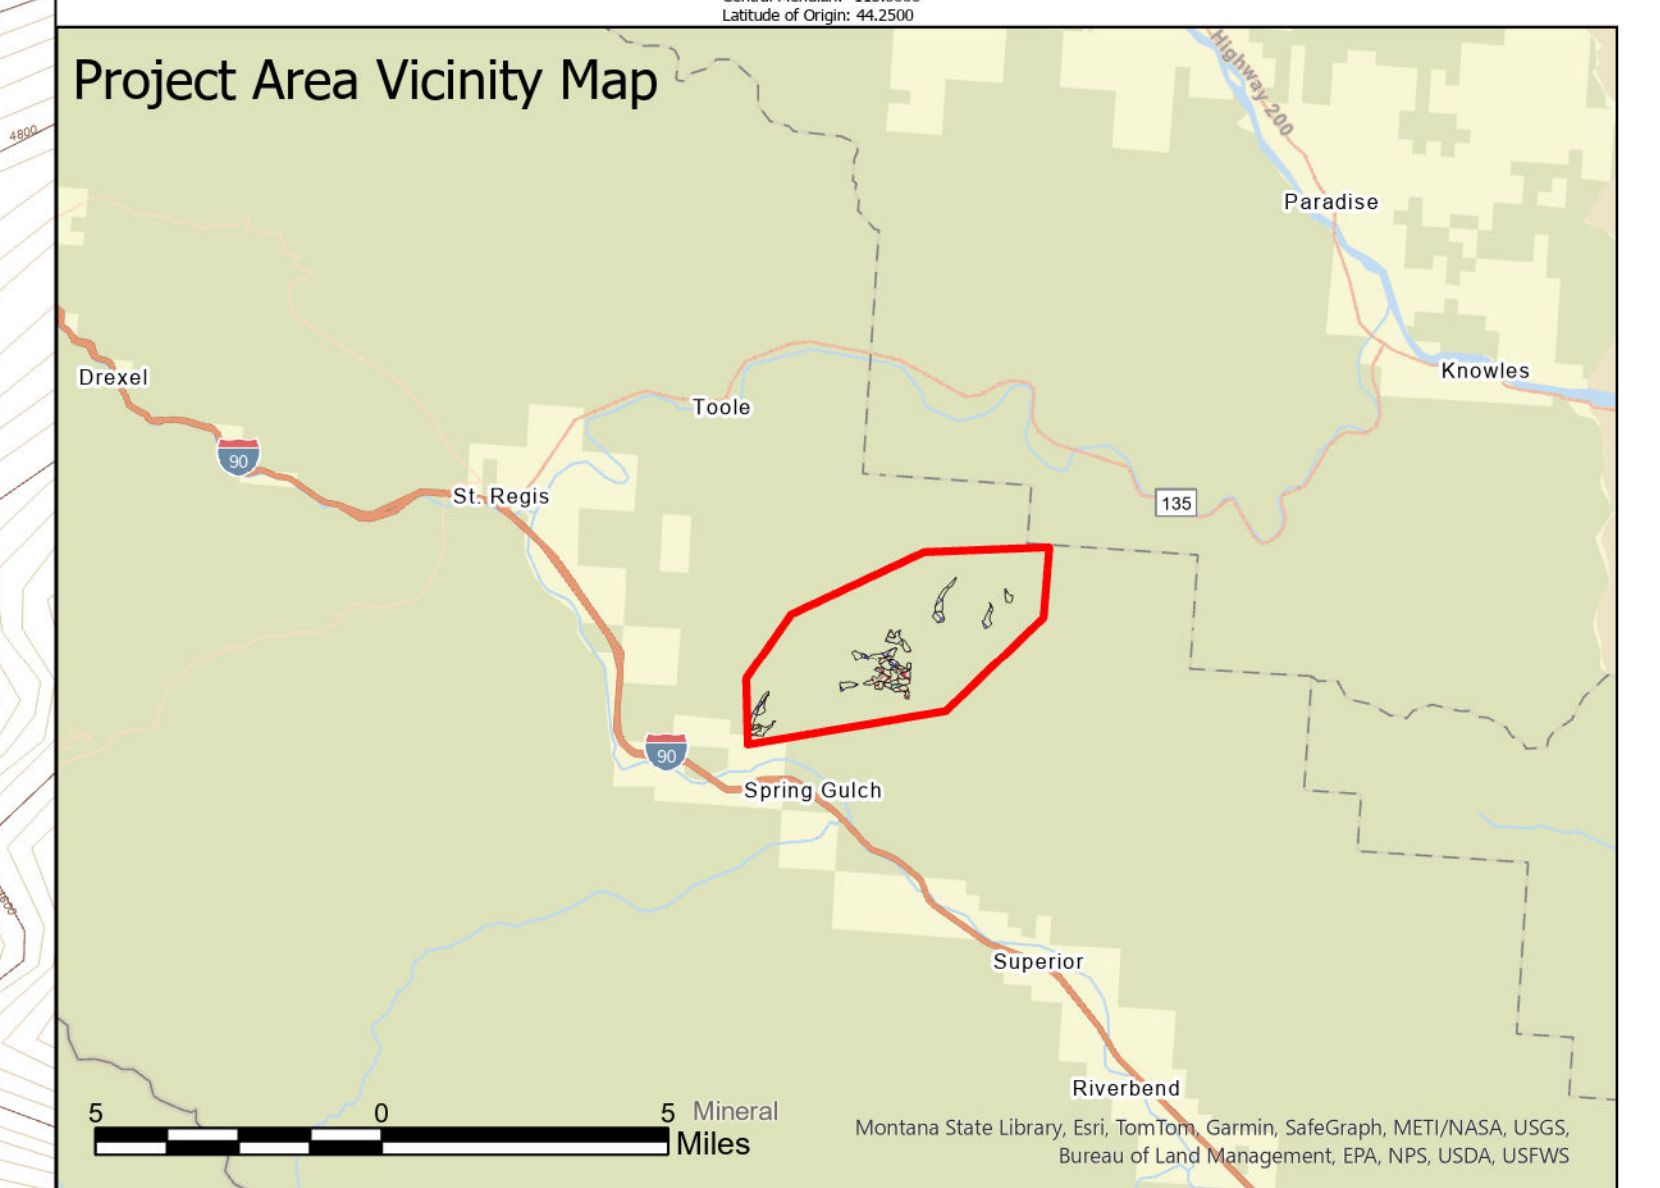 Latitude of Origin: 44.2500
Project Area Vicinity Map
Highway 200
4800
Paradise
Knowles
Drexel
Toole
90
St. Regis
135
90
Spring Gulch
Superior
Riverbend
5 0 5 Mineral
Miles
Montana State Library, Esri, TomTom, Garmin, SafeGraph, METI/NASA, USGS,
Bureau of Land Management, EPA, NPS, USDA, USFWS